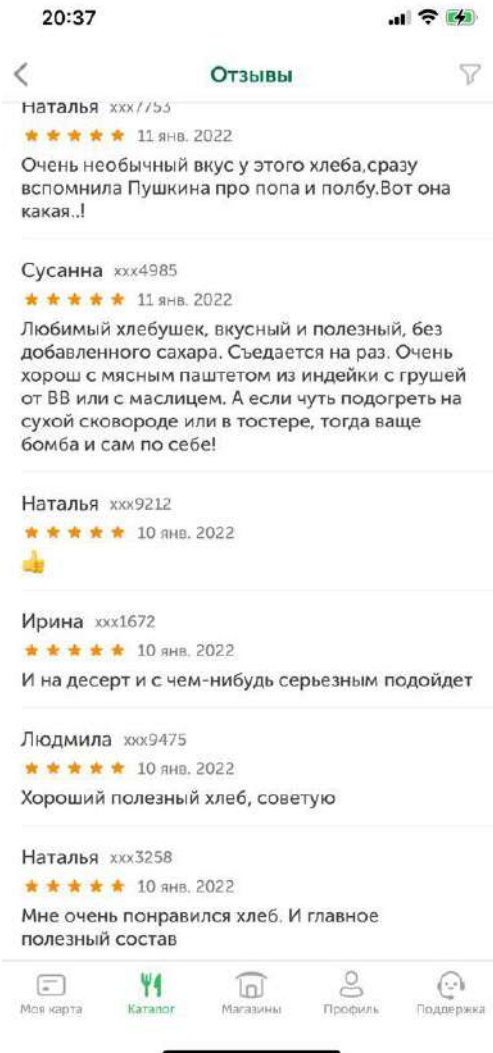 20:37
Отзывы
Наталья xxx7753
11 янв. 2022
Очень необычный вкус у этого хлеба,сразу
вспомнила Пушкина про попа и полбу.Вот она
какая..!
Сусанна xxx4985
11 янв. 2022
Любимый хлебушек, вкусный и полезный, без
добавленного сахара. Съедается на раз. Очень
хорош с мясным паштетом из индейки с грушей
от ВВ или с маслицем. А если чуть подогреть на
сухой сковороде или в тостере, тогда ваще
бомба и сам по себе!
Наталья xxx9212
10 янв. 2022
Ирина xxx1672
10 янв. 2022
И на десерт и с чем-нибудь серьезным подойдет
Людмила xxx9475
10 янв. 2022
Хороший полезный хлеб, советую
Наталья xxx3258
10 янв. 2022
Мне очень понравился хлеб. И главное
полезный состав
Моя карта Каталог Магазины Профиль Поддержка